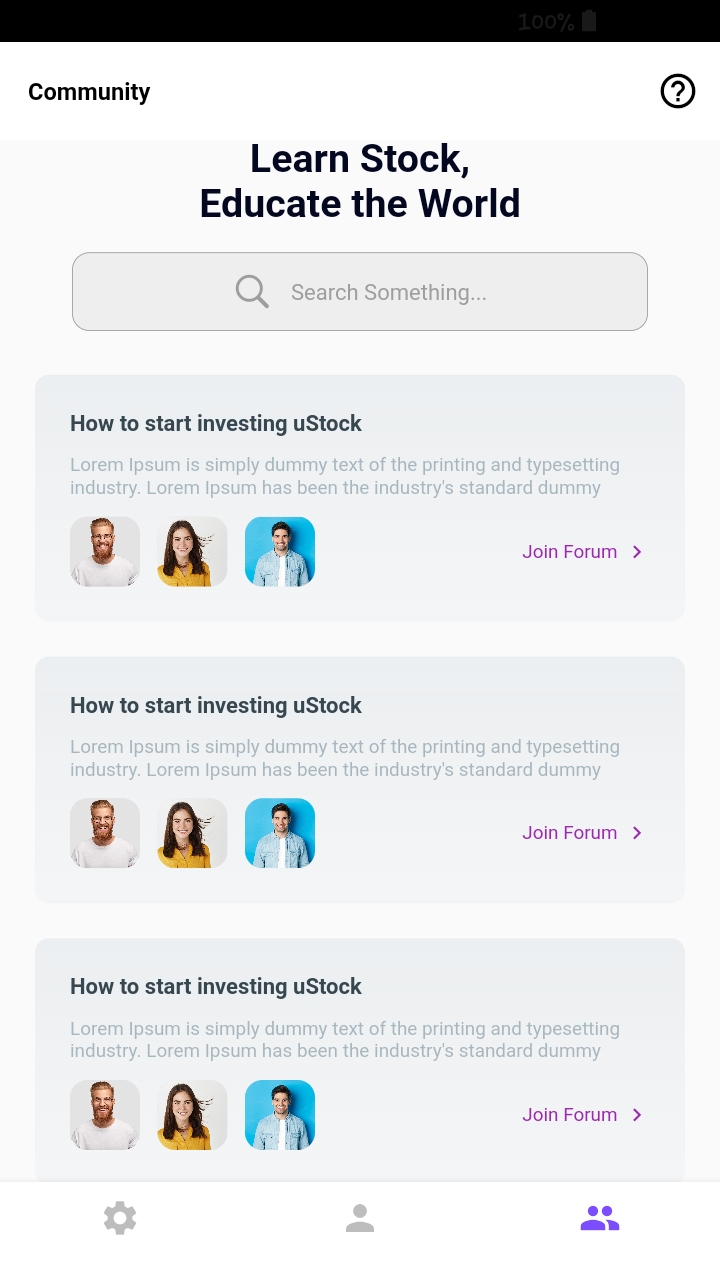 100%
Community
Learn Stock,
Educate the World
Search Something...
How to start investing uStock
Lorem Ipsum is simply dummy text of the printing and typesetting
industry. Lorem Ipsum has been the industry's standard dummy
Join Forum
How to start investing uStock
Lorem Ipsum is simply dummy text of the printing and typesetting
industry. Lorem Ipsum has been the industry's standard dummy
Join Forum
How to start investing uStock
Lorem Ipsum is simply dummy text of the printing and typesetting
industry. Lorem Ipsum has been the industry's standard dummy
Join Forum